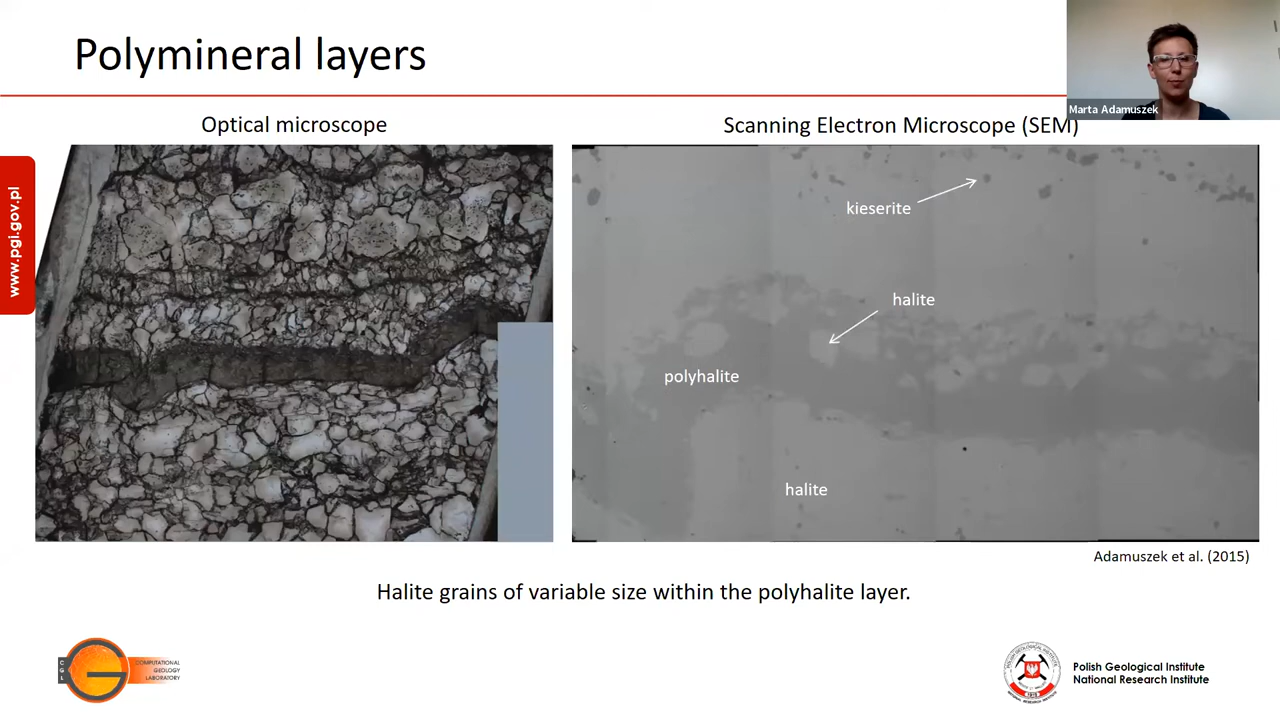 Polymineral layers
Marta Adamuszek
Optical microscope
Scanning Electron Microscope (SEM)
www.pgi.gov.pl
kieserite
halite
polyhalite
halite
Adamuszek et al. (2015)
Halite grains of variable size within the polyhalite layer.
CGL
COMPUTATIONAL
GEOLOGY
LABORATORY
Polish Geological Institute
National Research Institute